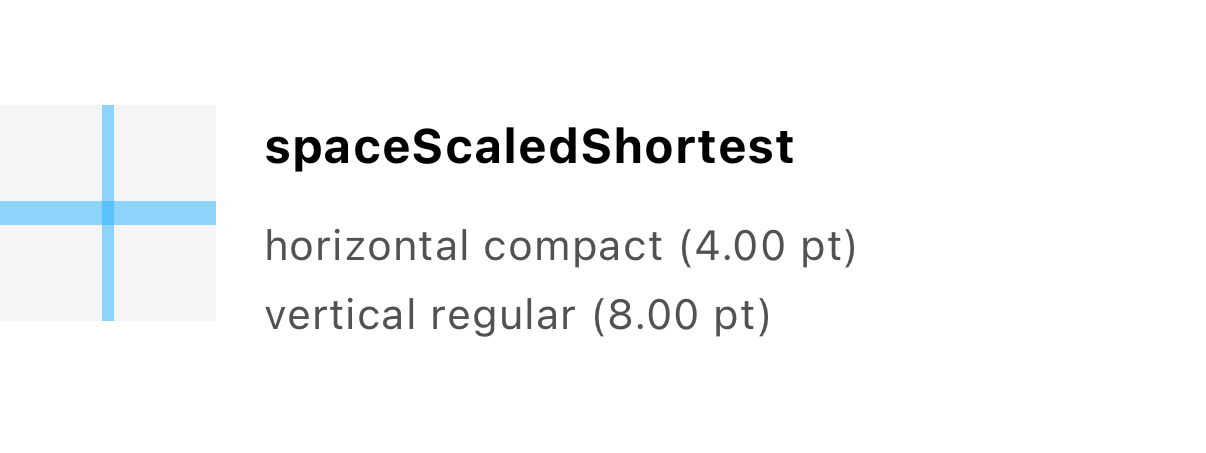 spaceScaledShortest
horizontal compact (4.00 pt)
vertical regular (8.00 pt)